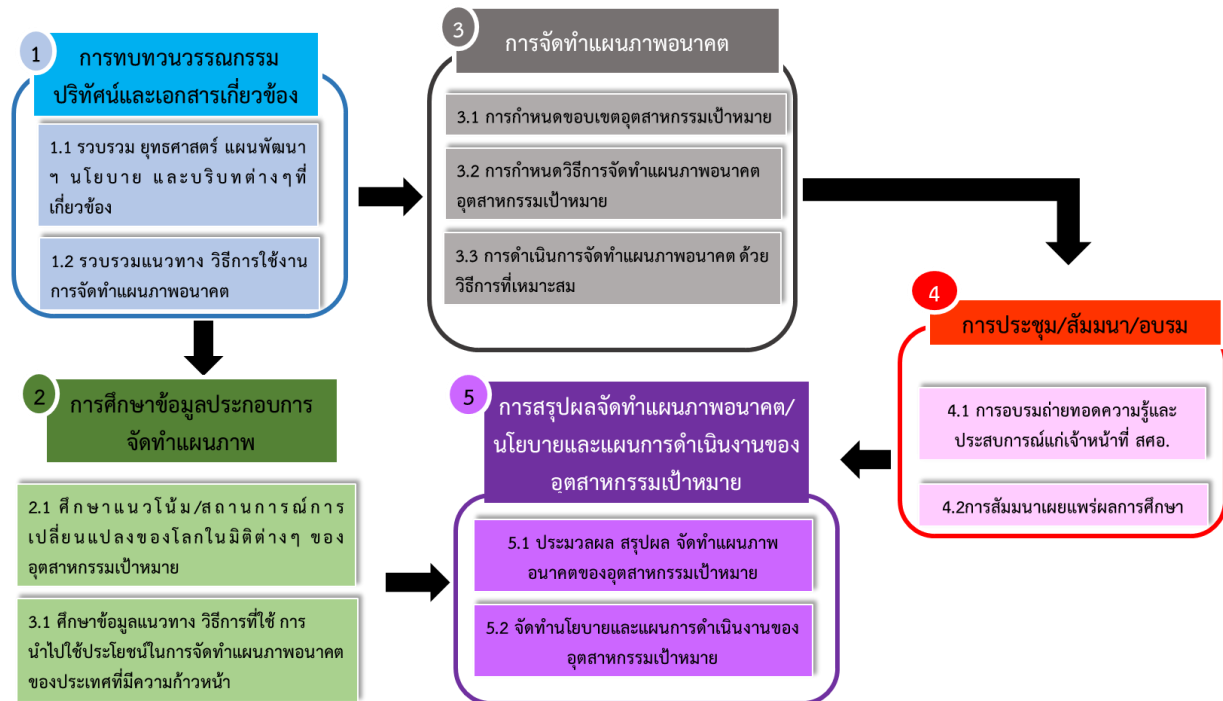 1
การทบทวนวรรณกรรม
ปริทัศน์และเอกสารเกี่ยวข้อง
1.1 รวบรวม ยุทธศาสตร์ แผนพัฒนา
ฯ นโยบาย และบริบทต่างๆที่
เกี่ยวข้อง
1.2 รวบรวมแนวทาง วิธีการใช้งาน
การจัดทำแผนภาพอนาคต
2
การศึกษาข้อมูลประกอบการ
จัดทำแผนภาพ
2.1 ศึกษาแนวโน้ม/สถานการณ์การ
เปลี่ยนแปลงของโลกในมิติต่างๆ ของ
อุตสาหกรรมเป้าหมาย
3.1 ศึกษาข้อมูลแนวทาง วิธีการที่ใช้ การ
นำไปใช้ประโยชน์ในการจัดทำแผนภาพอนาคต
ของประเทศที่มีความก้าวหน้า
3
การจัดทำแผนภาพอนาคต
3.1 การกำหนดขอบเขตอุตสาหกรรมเป้าหมาย
3.2 การกำหนดวิธีการจัดทำแผนภาพอนาคต
อุตสาหกรรมเป้าหมาย
3.3 การดำเนินการจัดทำแผนภาพอนาคต ด้วย
วิธีการที่เหมาะสม
4
การประชุม/สัมมนา/อบรม
4.1 การอบรมถ่ายทอดความรู้และ
ประสบการณ์แก่เจ้าหน้าที่ สศอ.
4.2การสัมมนาเผยแพร่ผลการศึกษา
5
การสรุปผลจัดทำแผนภาพอนาคต/
นโยบายและแผนการดำเนินงานของ
อุตสาหกรรมเป้าหมาย
5.1 ประมวลผล สรุปผล จัดทำแผนภาพ
อนาคตของอุตสาหกรรมเป้าหมาย
5.2 จัดทำนโยบายและแผนการดำเนินงานของ
อุตสาหกรรมเป้าหมาย